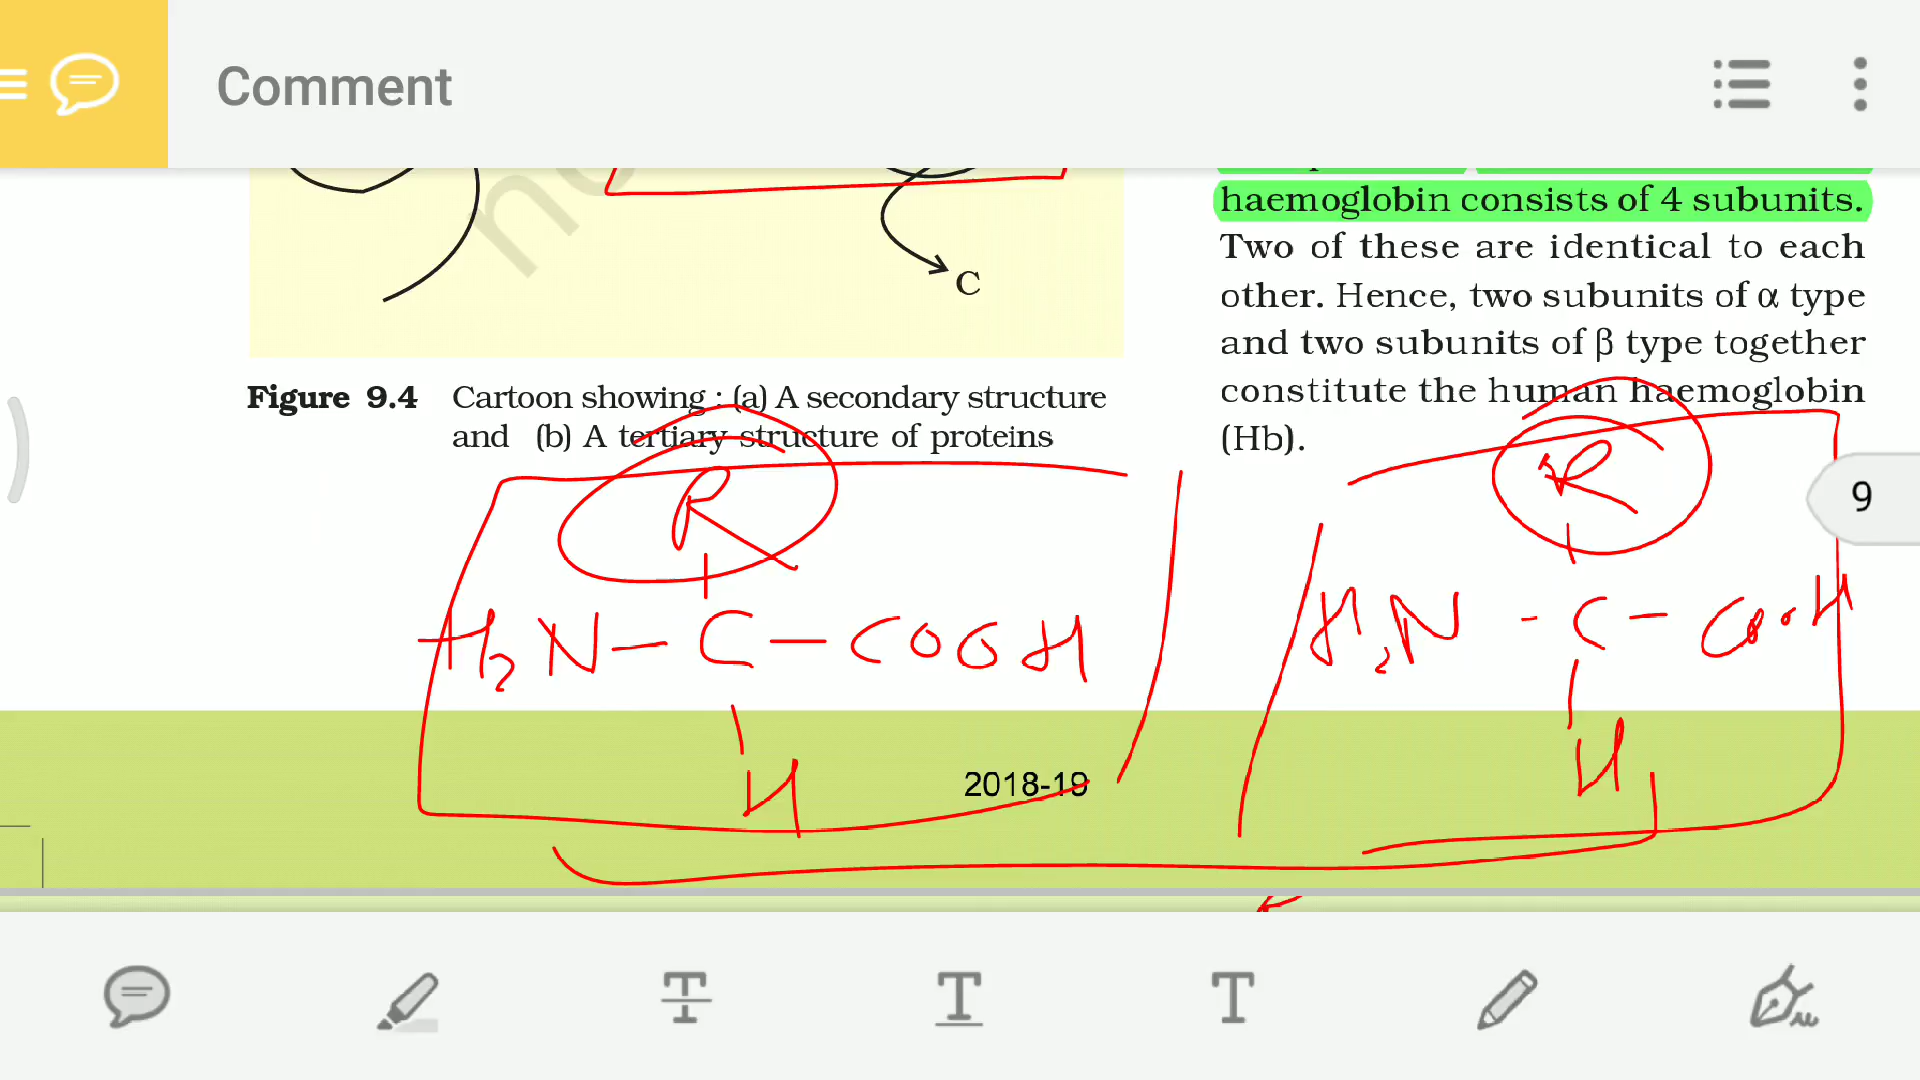 Comment
haemoglobin consists of 4 subunits.
Two of these are identical to each
other. Hence, two subunits of α type
and two subunits of β type together
constitute the human haemoglobin
(Hb).
C
Figure 9.4 Cartoon showing : (a) A secondary structure
and (b) A tertiary structure of proteins
9
R
H₂N—C—COOH
H
R
H₂N-C-COOH
H
2018-19